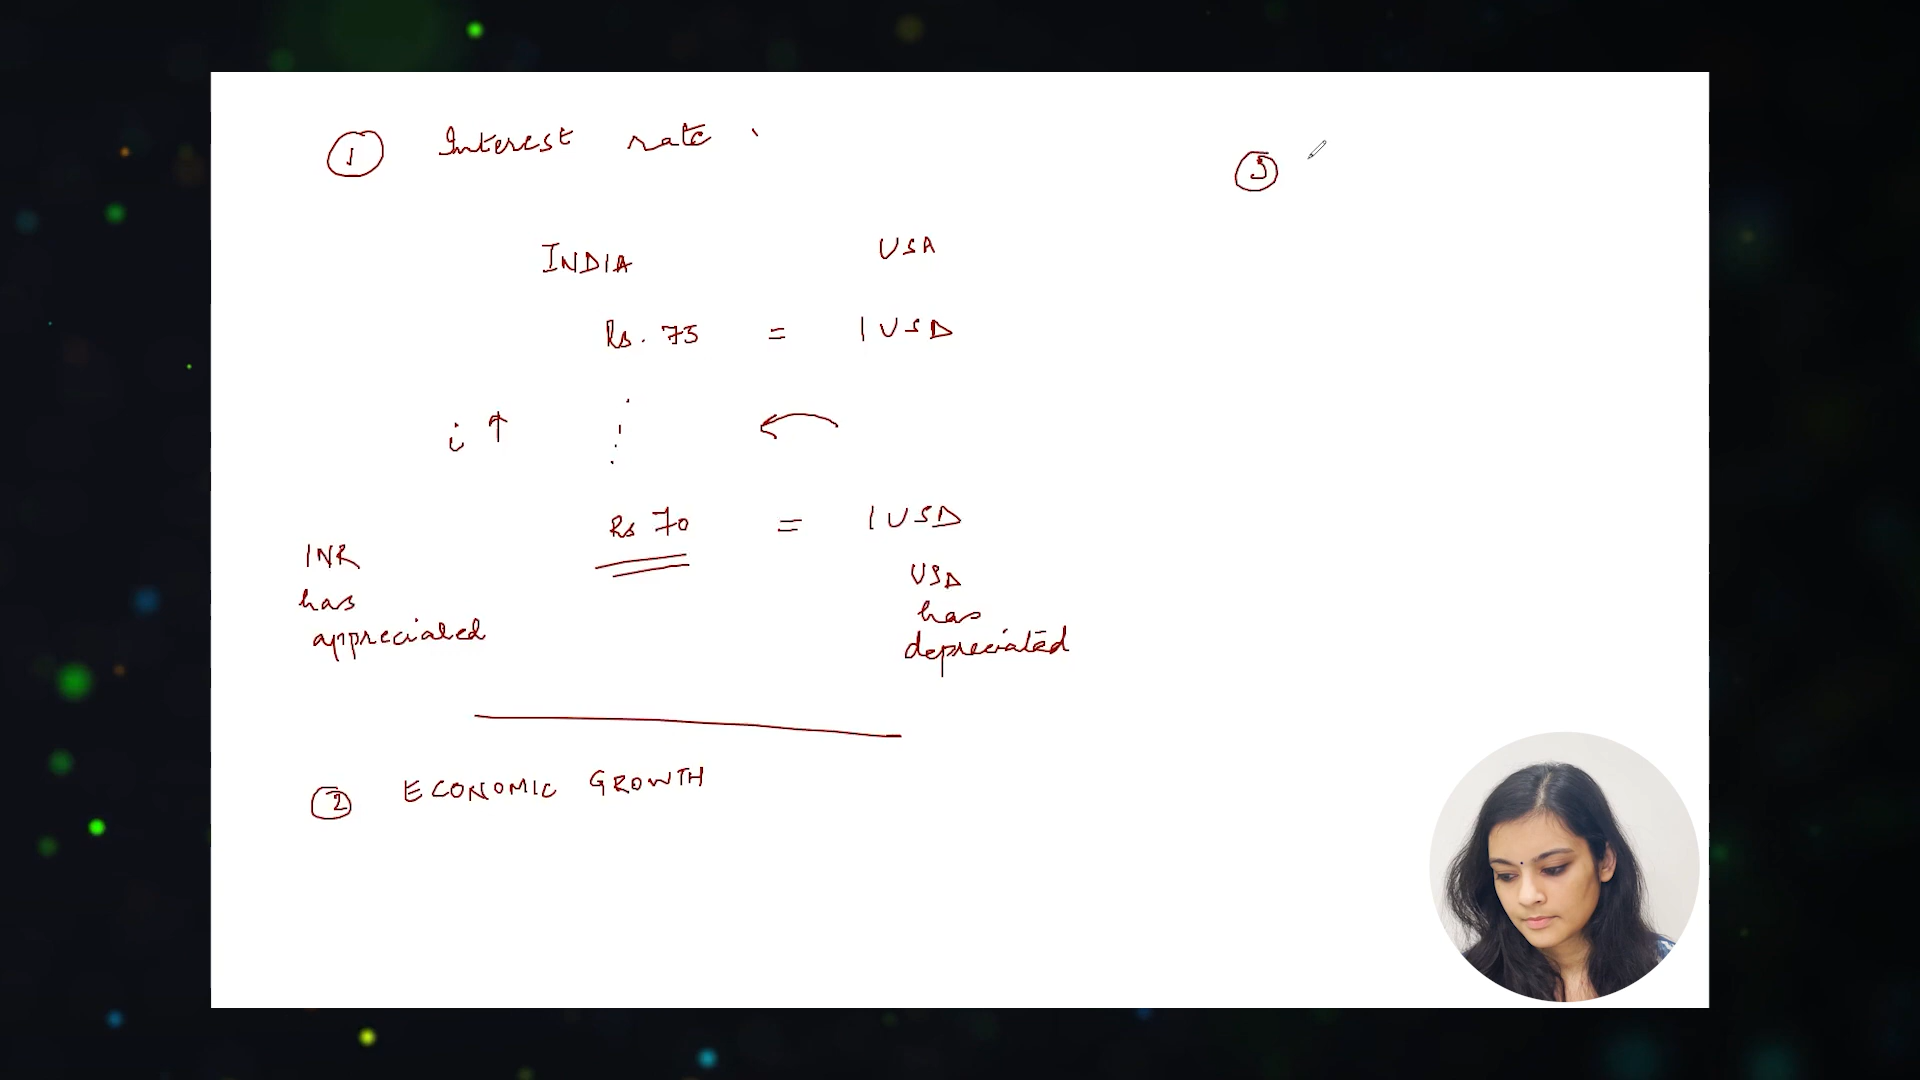 ① Interest rate.
INDIA USA
Rs. 75 = 1 USD
i ↑
Rs 70 = 1 USD
INR
has
appreciated
USD
has
depreciated
② ECONOMIC GROWTH
③